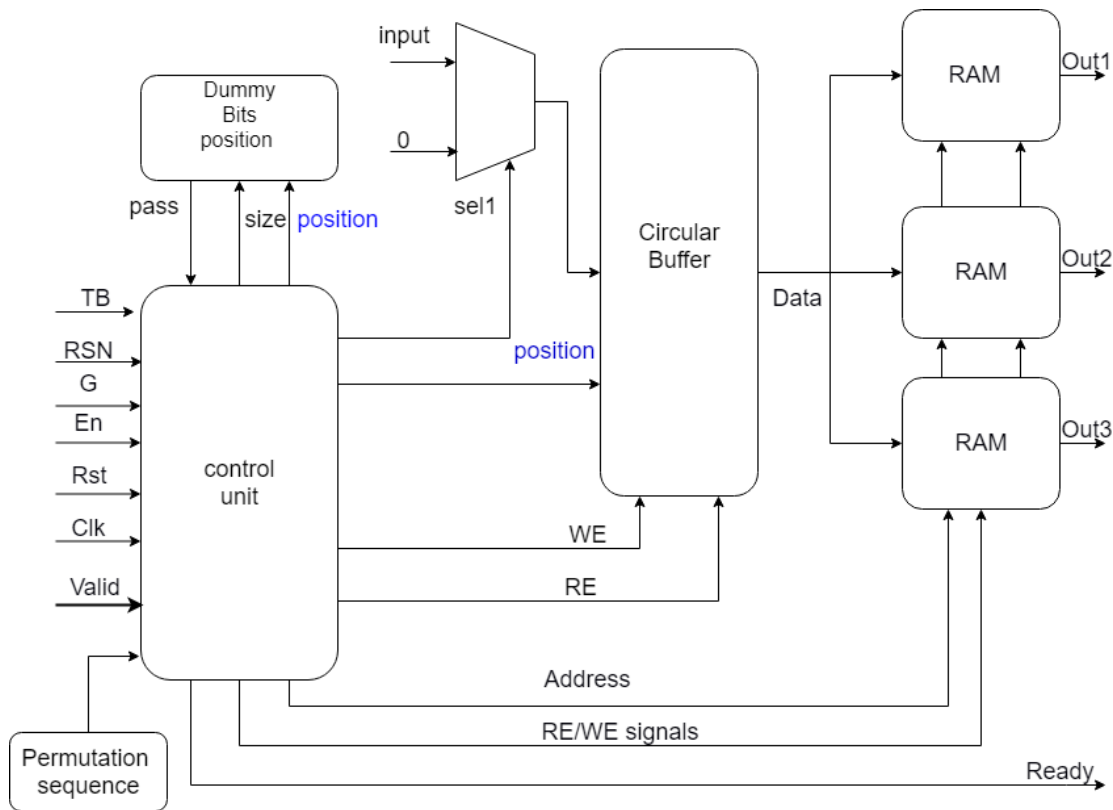 input
0
sel1
Dummy
Bits
position
pass
size
position
TB
RSN
G
En
Rst
Clk
Valid
control
unit
Permutation
sequence
position
Circular
Buffer
WE
RE
Data
RAM
Out1
RAM
Out2
RAM
Out3
Address
RE/WE signals
Ready